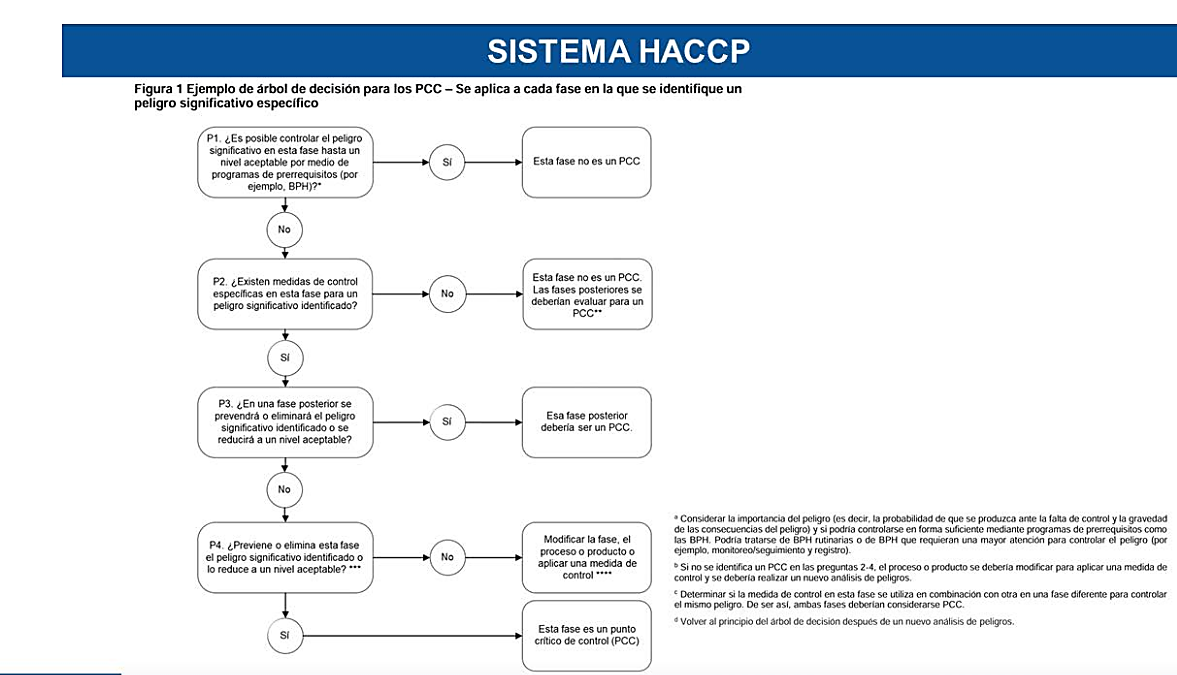 SISTEMA HACCP
Figura 1 Ejemplo de árbol de decisión para los PCC – Se aplica a cada fase en la que se identifique un
peligro significativo específico
P1. ¿Es posible controlar el peligro
significativo en esta fase hasta un
nivel aceptable por medio de
programas de prerrequisitos (por
ejemplo, BPH)?*
Sí
Esta fase no es un PCC
No
P2. ¿Existen medidas de control
específicas en esta fase para un
peligro significativo identificado?
No
Esta fase no es un PCC.
Las fases posteriores se
deberían evaluar para un
PCC**
Sí
P3. ¿En una fase posterior se
prevendrá o eliminará el peligro
significativo identificado o se
reducirá a un nivel aceptable?
Sí
Esa fase posterior
debería ser un PCC.
No
P4. ¿Previene o elimina esta fase
el peligro significativo identificado o
lo reduce a un nivel aceptable? ***
No
Modificar la fase, el
proceso o producto o
aplicar una medida de
control ****
Sí
Esta fase es un punto
crítico de control (PCC)
ª Considerar la importancia del peligro (es decir, la probabilidad de que se produzca ante la falta de control y la gravedad
de las consecuencias del peligro) y si podría controlarse en forma suficiente mediante programas de prerrequisitos como
las BPH. Podría tratarse de BPH rutinarias o de BPH que requieran una mayor atención para controlar el peligro (por
ejemplo, monitoreo/seguimiento y registro).
ᵇ Si no se identifica un PCC en las preguntas 2-4, el proceso o producto se debería modificar para aplicar una medida de
control y se debería realizar un nuevo análisis de peligros.
ᶜ Determinar si la medida de control en esta fase se utiliza en combinación con otra en una fase diferente para controlar
el mismo peligro. De ser así, ambas fases deberían considerarse PCC.
ᵈ Volver al principio del árbol de decisión después de un nuevo análisis de peligros.